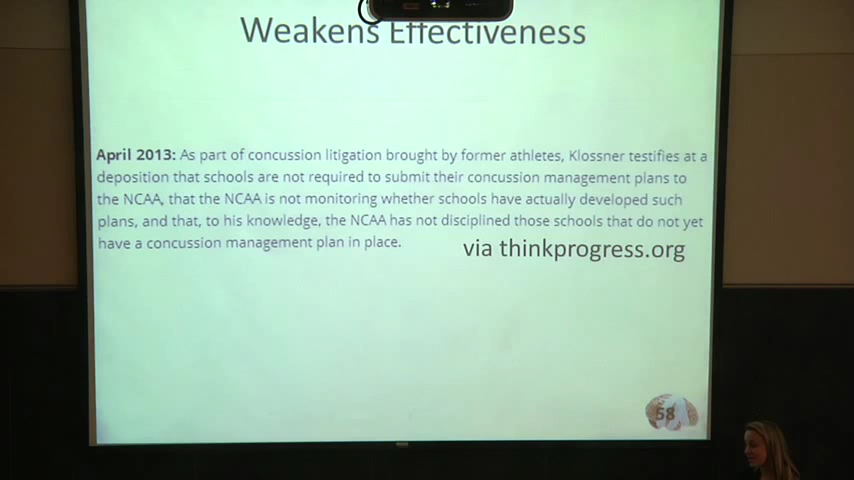 Weakens Effectiveness
April 2013: As part of concussion litigation brought by former athletes, Klossner testifies at a
deposition that schools are not required to submit their concussion management plans to
the NCAA, that the NCAA is not monitoring whether schools have actually developed such
plans, and that, to his knowledge, the NCAA has not disciplined those schools that do not yet
have a concussion management plan in place.
via thinkprogress.org
58